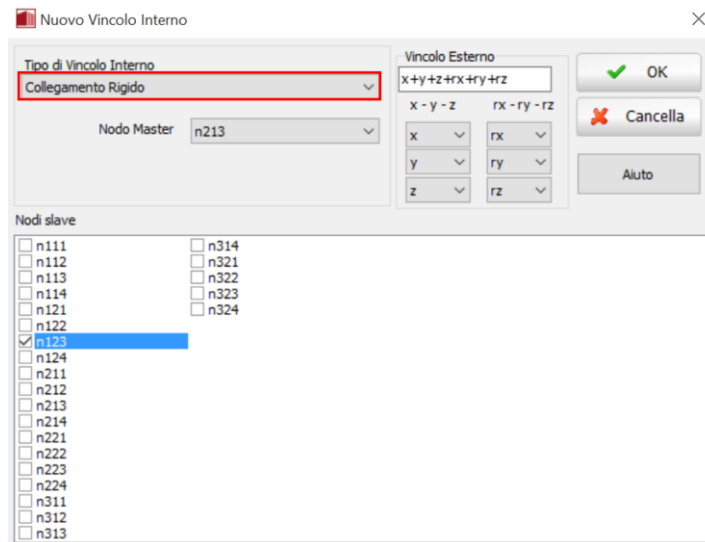 Nuovo Vincolo Interno
Tipo di Vincolo Interno
Collegamento Rigido
Nodo Master n213
Vincolo Esterno
x+y+z+rx+ry+rz
x - y - z rx - ry - rz
x rx
y ry
z rz
OK
Cancella
Aiuto
Nodi slave
n111
n112
n113
n114
n121
n122
n123
n124
n211
n212
n213
n214
n221
n222
n223
n224
n311
n312
n313
n314
n321
n322
n323
n324